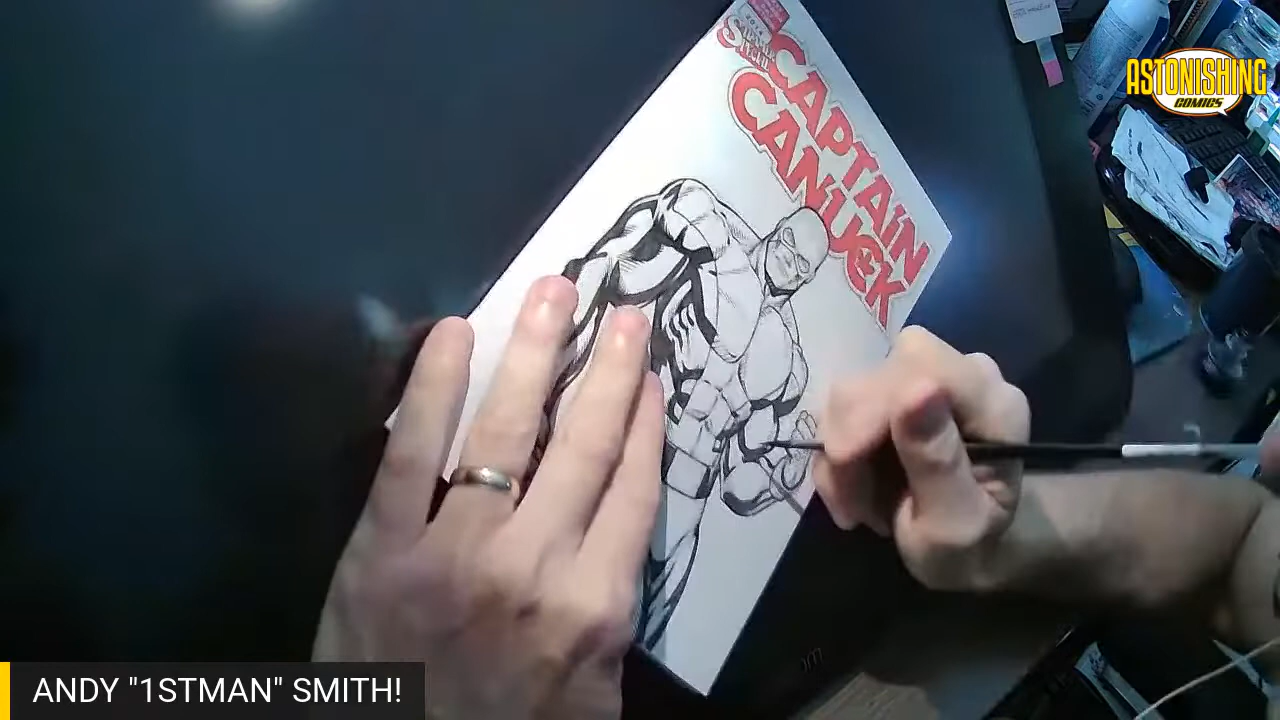 ASTONISHING
COMICS
CAPTAIN
CANUCK
ANDY "1STMAN" SMITH!